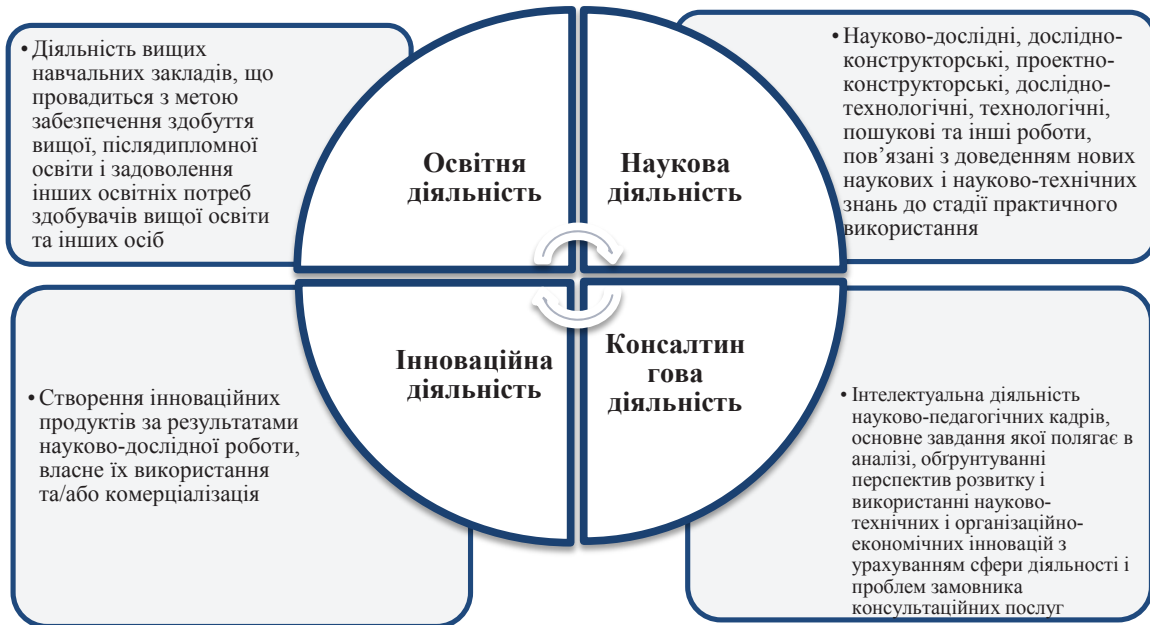 • Діяльність вищих
навчальних закладів, що
провадиться з метою
забезпечення здобуття
вищої, післядипломної
освіти і задоволення
інших освітніх потреб
здобувачів вищої освіти
та інших осіб
Освітня
діяльність
Наукова
діяльність
• Науково-дослідні, дослідно-
конструкторські, проектно-
конструкторські, дослідно-
технологічні, технологічні,
пошукові та інші роботи,
пов’язані з доведенням нових
наукових і науково-технічних
знань до стадії практичного
використання
• Створення інноваційних
продуктів за результатами
науково-дослідної роботи,
власне їх використання
та/або комерціалізація
Інноваційна
діяльність
Консалтин
гова
діяльність
• Інтелектуальна діяльність
науково-педагогічних кадрів,
основне завдання якої полягає в
аналізі, обґрунтуванні
перспектив розвитку і
використанні науково-
технічних і організаційно-
економічних інновацій з
урахуванням сфери діяльності і
проблем замовника
консультаційних послуг